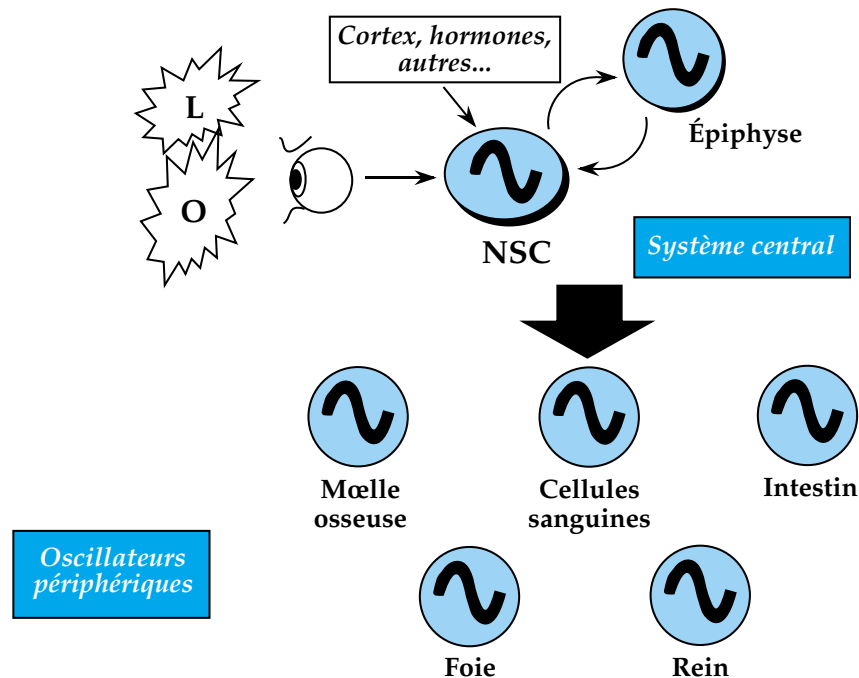 Cortex, hormones,
autres...
L
O
Épiphyse
NSC
Système central
Mœlle
osseuse
Cellules
sanguines
Intestin
Oscillateurs
périphériques
Foie
Rein